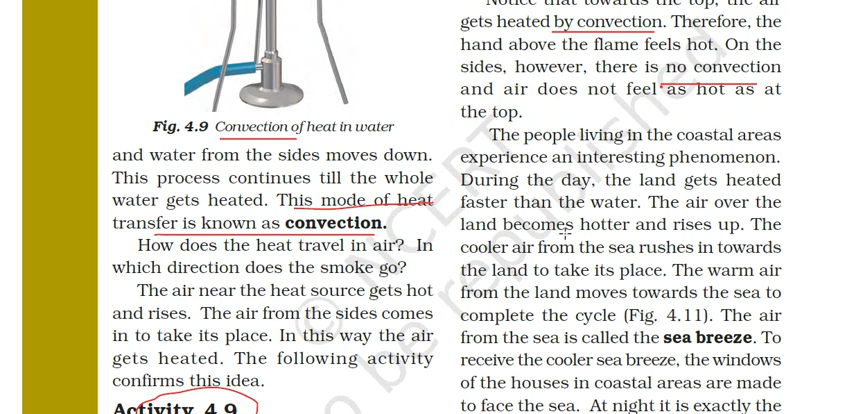 Fig. 4.9 Convection of heat in water
and water from the sides moves down.
This process continues till the whole
water gets heated. This mode of heat
transfer is known as convection.
How does the heat travel in air? In
which direction does the smoke go?
The air near the heat source gets hot
and rises. The air from the sides comes
in to take its place. In this way the air
gets heated. The following activity
confirms this idea.
Activity 4.9
Notice that towards the top, the air
gets heated by convection. Therefore, the
hand above the flame feels hot. On the
sides, however, there is no convection
and air does not feel as hot as at
the top.
The people living in the coastal areas
experience an interesting phenomenon.
During the day, the land gets heated
faster than the water. The air over the
land becomes hotter and rises up. The
cooler air from the sea rushes in towards
the land to take its place. The warm air
from the land moves towards the sea to
complete the cycle (Fig. 4.11). The air
from the sea is called the sea breeze. To
receive the cooler sea breeze, the windows
of the houses in coastal areas are made
to face the sea. At night it is exactly the
© NCERT
o be republished